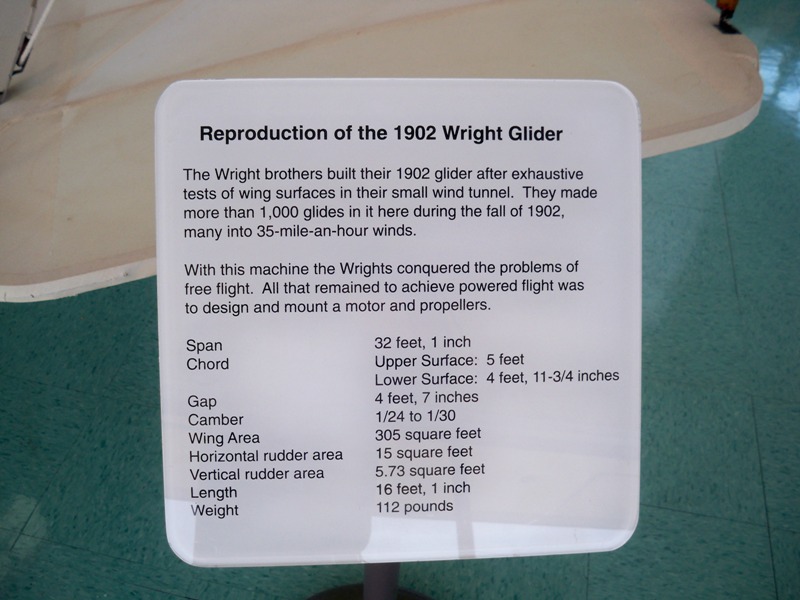 Reproduction of the 1902 Wright Glider
The Wright brothers built their 1902 glider after exhaustive
tests of wing surfaces in their small wind tunnel. They made
more than 1,000 glides in it here during the fall of 1902,
many into 35-mile-an-hour winds.
With this machine the Wrights conquered the problems of
free flight. All that remained to achieve powered flight was
to design and mount a motor and propellers.
Span 32 feet, 1 inch
Chord Upper Surface: 5 feet
Lower Surface: 4 feet, 11-3/4 inches
Gap 4 feet, 7 inches
Camber 1/24 to 1/30
Wing Area 305 square feet
Horizontal rudder area 15 square feet
Vertical rudder area 5.73 square feet
Length 16 feet, 1 inch
Weight 112 pounds